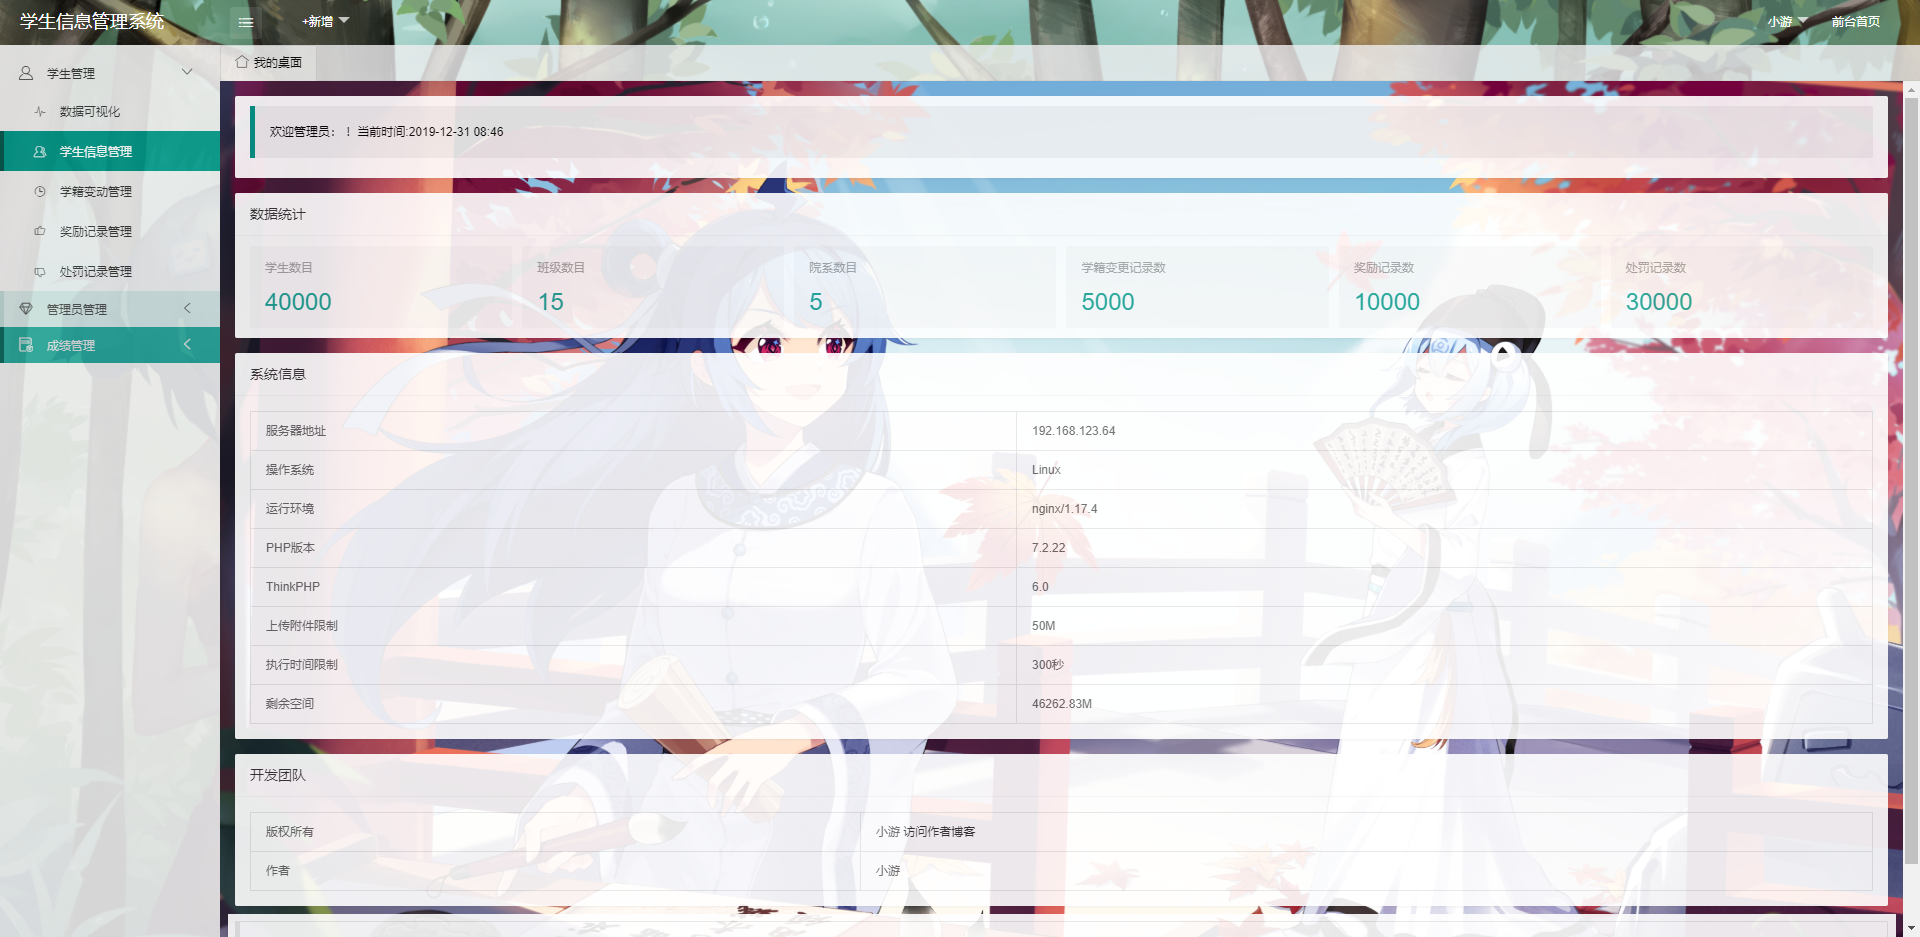 学生信息管理系统
+新增
小游
前台首页
学生管理
数据可视化
学生信息管理
学籍变动管理
奖励记录管理
处罚记录管理
管理员管理
成绩管理
我的桌面
欢迎管理员： ！当前时间:2019-12-31 08:46
数据统计
学生数目
40000
班级数目
15
院系数目
5
学籍变更记录数
5000
奖励记录数
10000
处罚记录数
30000
系统信息
服务器地址 192.168.123.64
操作系统 Linux
运行环境 nginx/1.17.4
PHP版本 7.2.22
ThinkPHP 6.0
上传附件限制 50M
执行时间限制 300秒
剩余空间 46262.83M
开发团队
版权所有 小游 访问作者博客
作者 小游